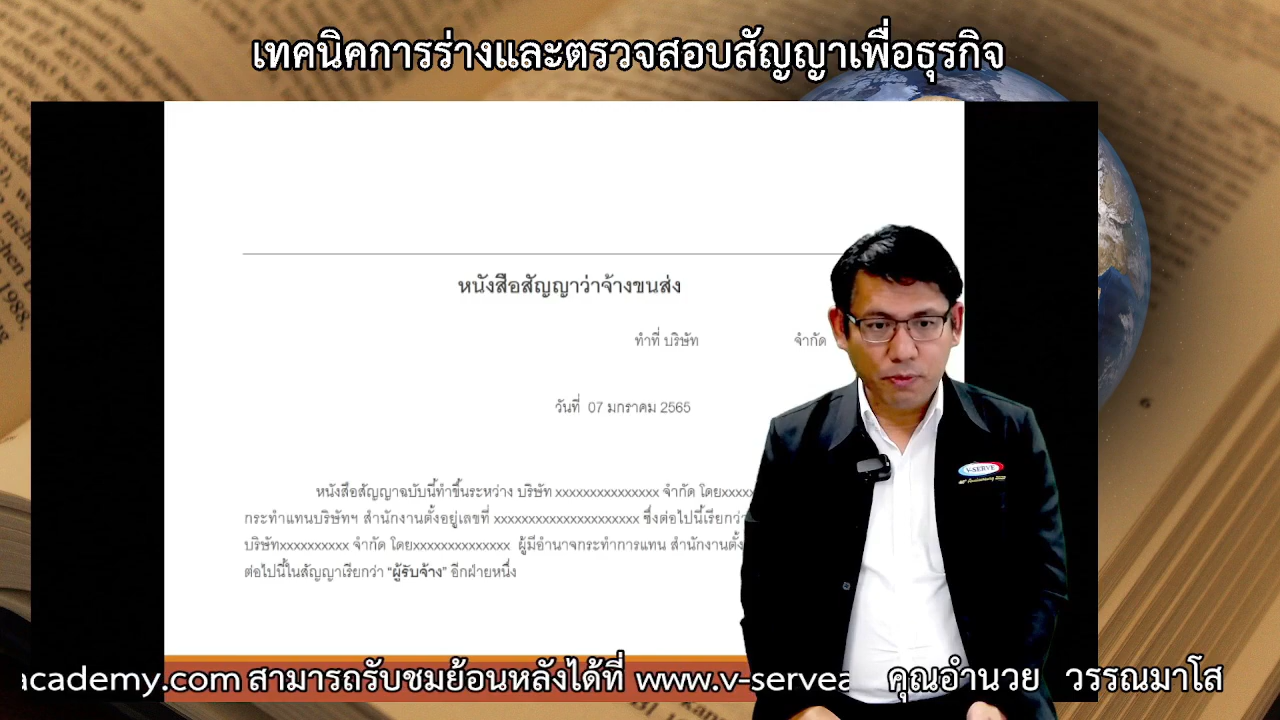 เทคนิคการร่างและตรวจสอบสัญญาเพื่อธุรกิจ
หนังสือสัญญาว่าจ้างขนส่ง
ทำที่ บริษัท จำกัด
วันที่ 07 มกราคม 2565
หนังสือสัญญาฉบับนี้ทำขึ้นระหว่าง บริษัท xxxxxxxxxxxxxxx จำกัด โดยxxxxx
กระทำแทนบริษัทฯ สำนักงานตั้งอยู่เลขที่ xxxxxxxxxxxxxxxxxxxxx ซึ่งต่อไปนี้เรียกว่า
บริษัทxxxxxxxxxx จำกัด โดยxxxxxxxxxxxxxx ผู้มีอำนาจกระทำการแทน สำนักงานตั้ง
ต่อไปนี้ในสัญญาเรียกว่า "ผู้รับจ้าง" อีกฝ่ายหนึ่ง
V-SERVE
academy.com สามารถรับชมย้อนหลังได้ที่ www.v-servea
คุณอำนวย วรรณมาโส